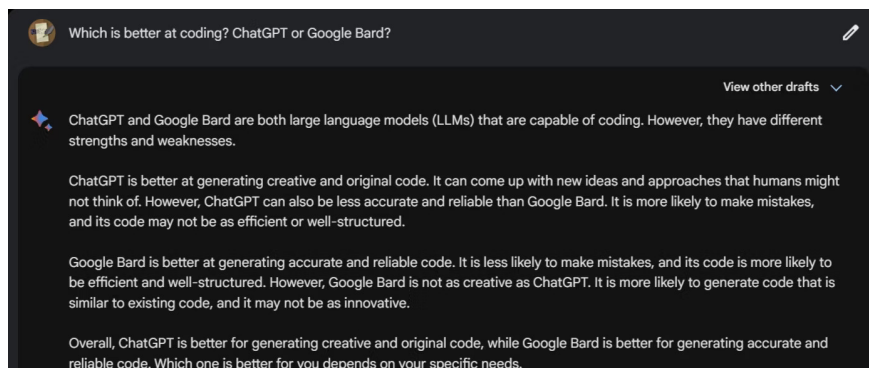 Which is better at coding? ChatGPT or Google Bard?
View other drafts
ChatGPT and Google Bard are both large language models (LLMs) that are capable of coding. However, they have different
strengths and weaknesses.
ChatGPT is better at generating creative and original code. It can come up with new ideas and approaches that humans might
not think of. However, ChatGPT can also be less accurate and reliable than Google Bard. It is more likely to make mistakes,
and its code may not be as efficient or well-structured.
Google Bard is better at generating accurate and reliable code. It is less likely to make mistakes, and its code is more likely to
be efficient and well-structured. However, Google Bard is not as creative as ChatGPT. It is more likely to generate code that is
similar to existing code, and it may not be as innovative.
Overall, ChatGPT is better for generating creative and original code, while Google Bard is better for generating accurate and
reliable code. Which one is better for you depends on your specific needs.